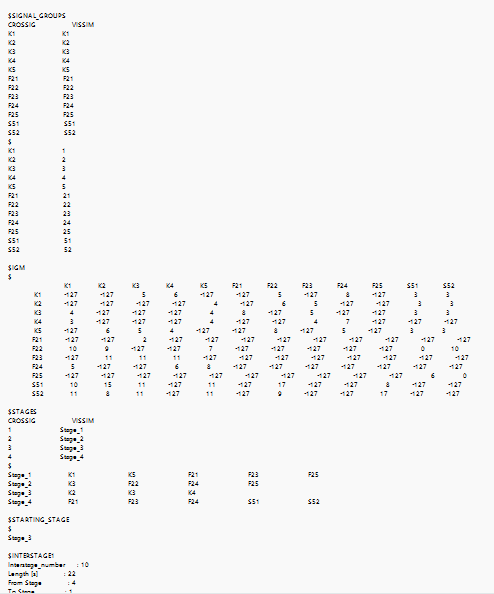 $SIGNAL_GROUPS
CROSSIG VISSIM
K1 K1
K2 K2
K3 K3
K4 K4
K5 K5
F21 F21
F22 F22
F23 F23
F24 F24
F25 F25
S51 S51
S52 S52
$
K1 1
K2 2
K3 3
K4 4
K5 5
F21 21
F22 22
F23 23
F24 24
F25 25
S51 51
S52 52
$IGM
$
K1 K2 K3 K4 K5 F21 F22 F23 F24 F25 S51 S52
K1 -127 -127 5 6 -127 -127 5 -127 8 -127 3 3
K2 -127 -127 -127 -127 4 -127 6 5 -127 -127 3 3
K3 4 -127 -127 -127 4 8 -127 5 -127 -127 3 3
K4 3 -127 -127 -127 4 -127 -127 4 7 -127 -127 -127
K5 -127 6 5 4 -127 -127 8 -127 5 -127 3 3
F21 -127 -127 2 -127 -127 -127 -127 -127 -127 -127 -127 -127
F22 10 9 -127 -127 7 -127 -127 -127 -127 -127 0 10
F23 -127 11 11 11 -127 -127 -127 -127 -127 -127 0 -127
F24 5 -127 -127 6 8 -127 -127 -127 -127 -127 -127 -127
F25 -127 -127 -127 -127 -127 -127 -127 -127 -127 -127 6 0
S51 10 15 11 -127 11 -127 17 -127 -127 8 -127 -127
S52 11 8 11 -127 11 -127 9 -127 -127 17 -127 -127
$STAGES
CROSSIG VISSIM
1 Stage_1
2 Stage_2
3 Stage_3
4 Stage_4
$
Stage_1 K1 K5 F21 F23 F25
Stage_2 K3 F22 F24 F25
Stage_3 K2 K3 K4
Stage_4 F21 F23 F24 S51 S52
$STARTING_STAGE
$
Stage_3
$INTERSTAGE1
Interstage_number : 10
Length [s] : 22
From Stage : 4
To Stage : 1